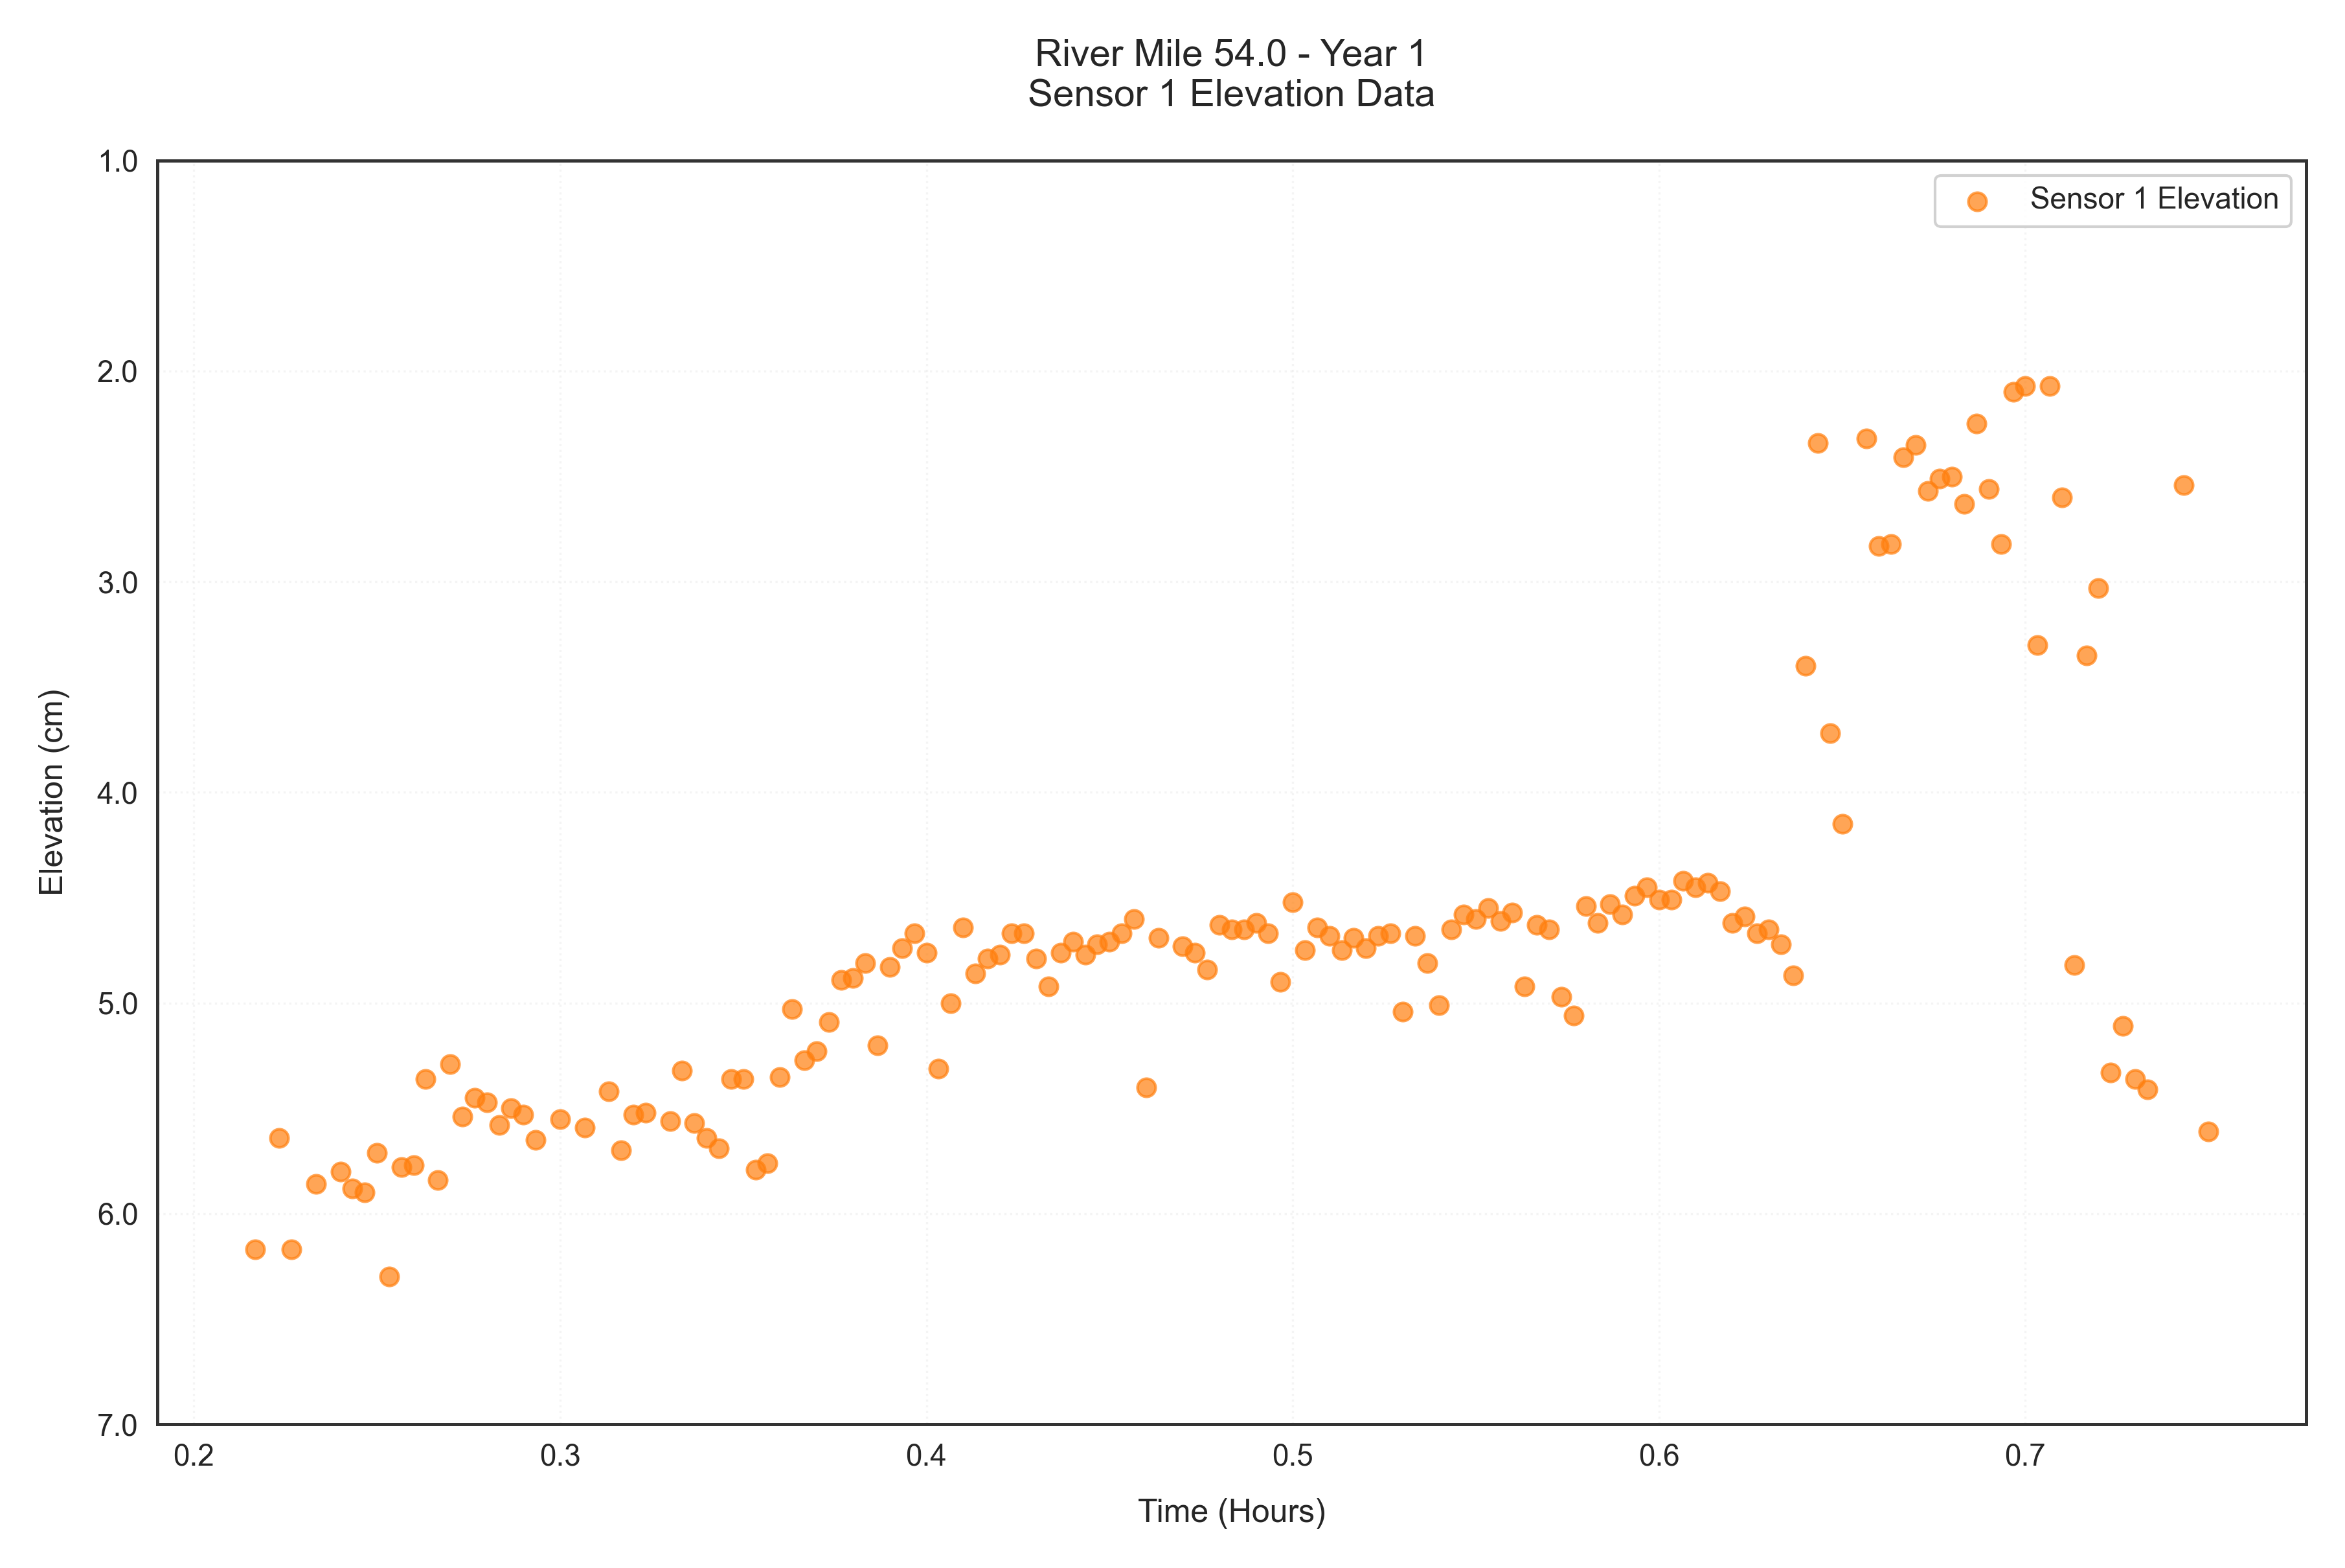 River Mile 54.0 - Year 1
Sensor 1 Elevation Data
Sensor 1 Elevation
1.0
2.0
3.0
4.0
5.0
6.0
7.0
Elevation (cm)
0.2 0.3 0.4 0.5 0.6 0.7
Time (Hours)